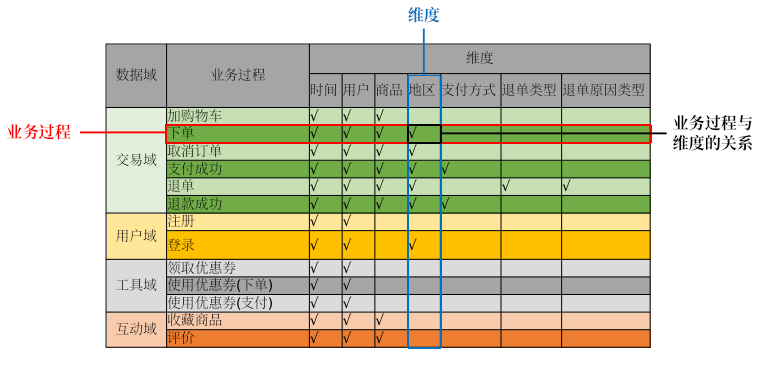 维度
数据域 业务过程 维度
时间 用户 商品 地区 支付方式 退单类型 退单原因类型
交易域 加购物车 √ √ √
下单 √ √ √ √
取消订单 √ √ √ √
支付成功 √ √ √ √ √
退单 √ √ √ √ √ √
退款成功 √ √ √ √ √
用户域 注册 √ √
登录 √ √ √
工具域 领取优惠券 √ √
使用优惠券(下单) √ √
使用优惠券(支付) √ √
互动域 收藏商品 √ √ √
评价 √ √ √
业务过程
业务过程与
维度的关系